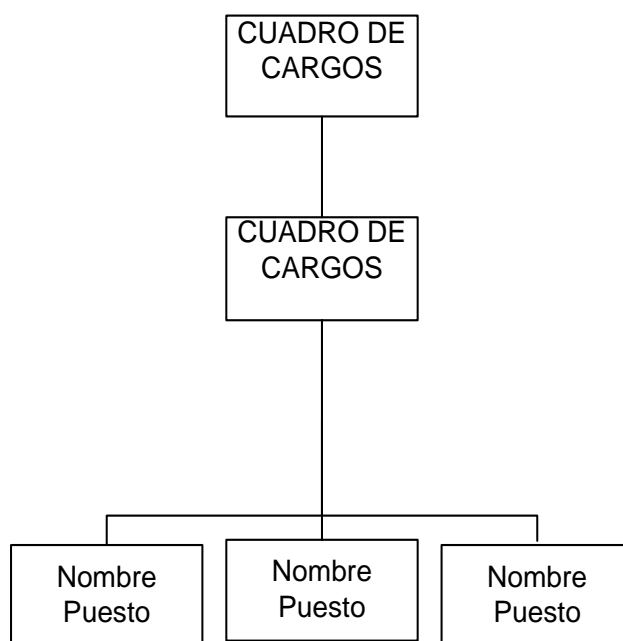 CUADRO DE
CARGOS
CUADRO DE
CARGOS
Nombre
Puesto
Nombre
Puesto
Nombre
Puesto